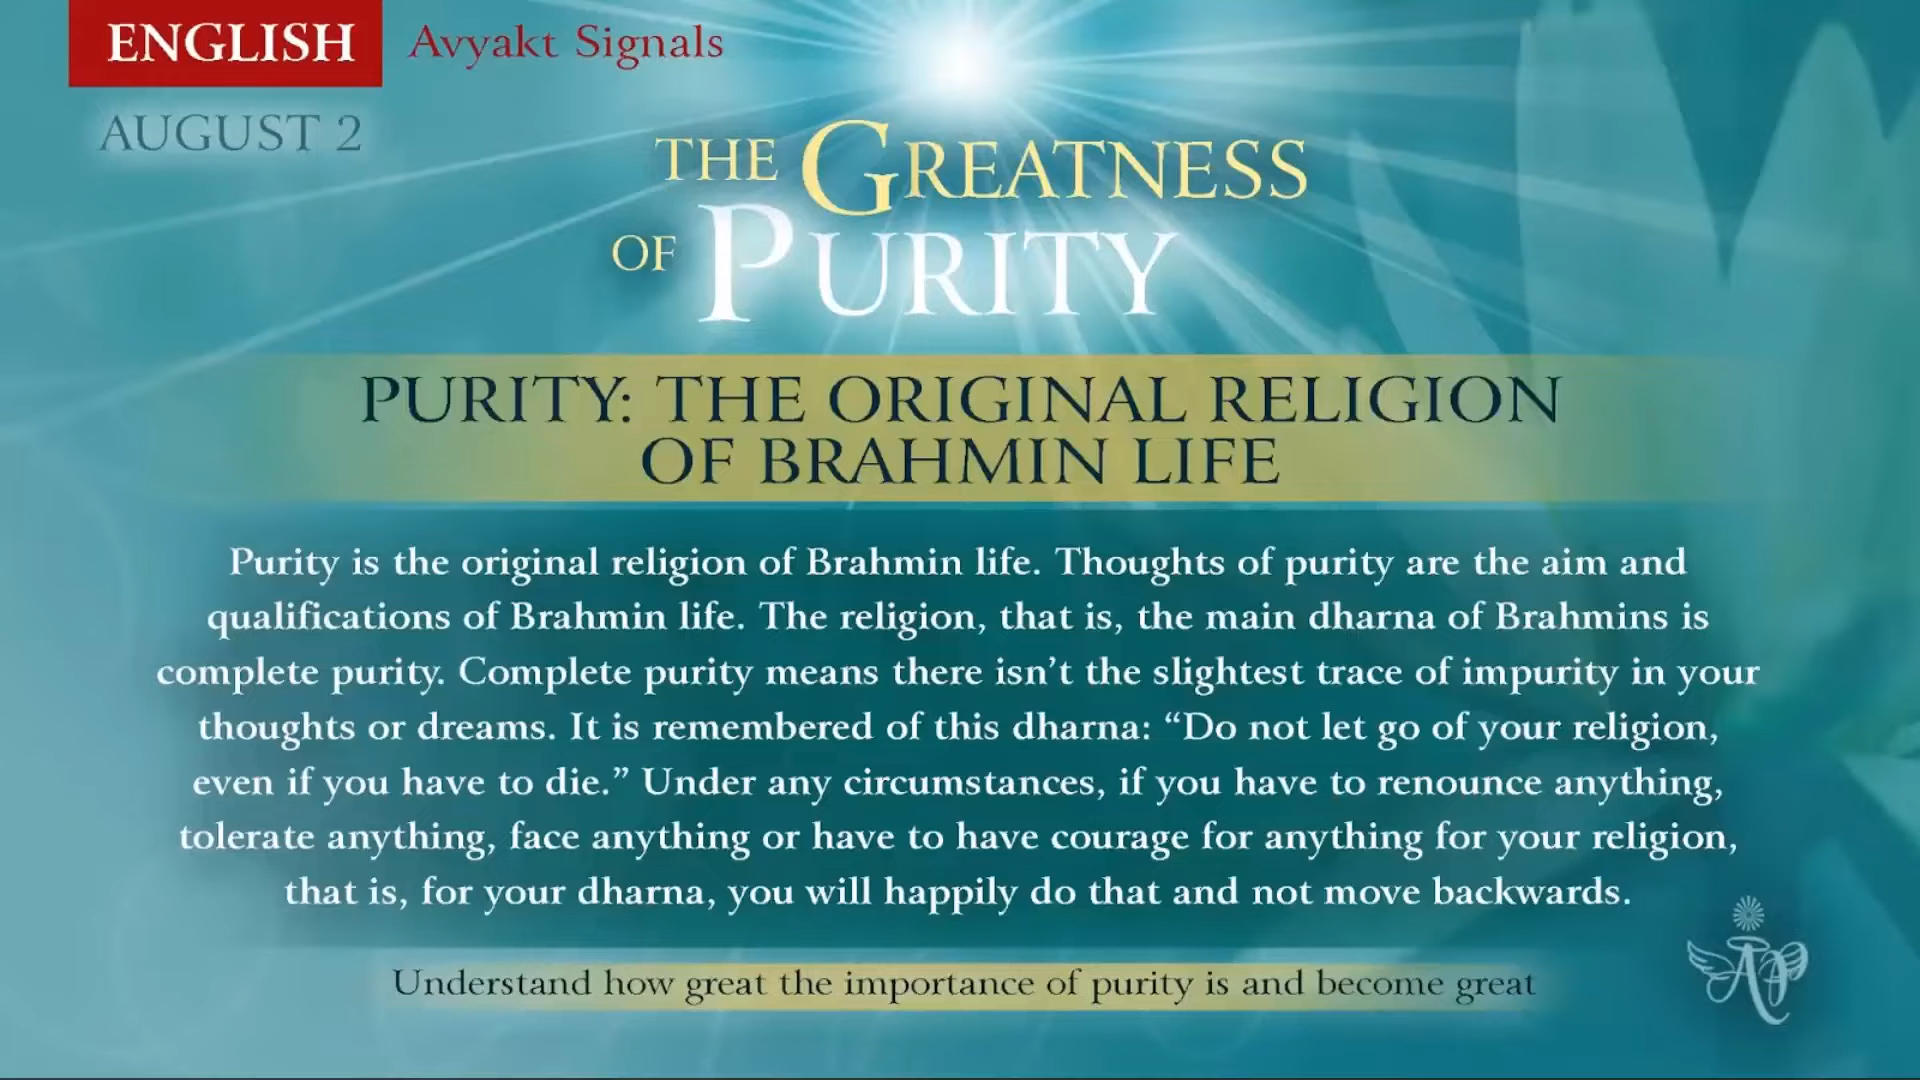 ENGLISH Avyakt Signals
AUGUST 2
THE GREATNESS
OF PURITY
PURITY: THE ORIGINAL RELIGION
OF BRAHMIN LIFE
Purity is the original religion of Brahmin life. Thoughts of purity are the aim and
qualifications of Brahmin life. The religion, that is, the main dharna of Brahmins is
complete purity. Complete purity means there isn’t the slightest trace of impurity in your
thoughts or dreams. It is remembered of this dharna: “Do not let go of your religion,
even if you have to die.” Under any circumstances, if you have to renounce anything,
tolerate anything, face anything or have to have courage for anything for your religion,
that is, for your dharna, you will happily do that and not move backwards.
Understand how great the importance of purity is and become great